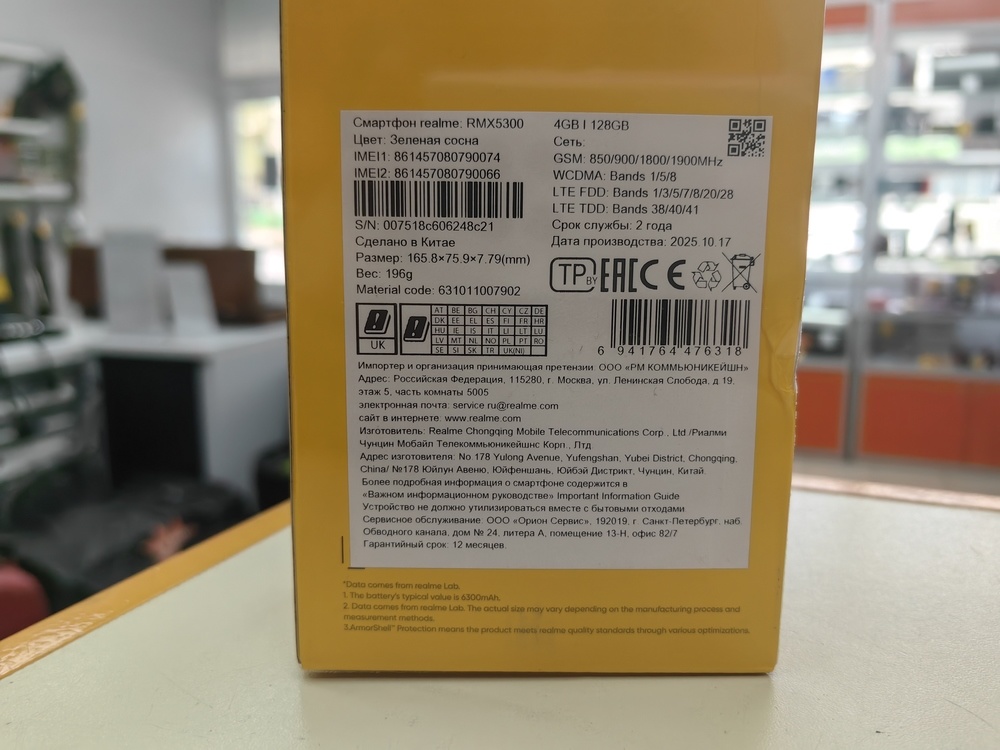 Смартфон realme: RMX5300
Цвет: Зеленая сосна
IMEI1: 861457080790074
IMEI2: 861457080790066
S/N: 007518c606248c21
Сделано в Китае
Размер: 165.8×75.9×7.79(mm)
Вес: 196g
Material code: 631011007902
4GB | 128GB
Сеть:
GSM: 850/900/1800/1900MHz
WCDMA: Bands 1/5/8
LTE FDD: Bands 1/3/5/7/8/20/28
LTE TDD: Bands 38/40/41
Срок службы: 2 года
Дата производства: 2025.10.17
TP BY EAC CE
UK
AT BE BG CH CY CZ DE
DK EE EL ES FI FR HR
HU IE IS IT LI LT LU
LV MT NL NO PL PT RO
SE SI SK TR UK(NI)
6 941764 476318
Импортер и организация принимающая претензии: ООО «РМ КОММЬЮНИКЕЙШН»
Адрес: Российская Федерация, 115280, г. Москва, ул. Ленинская Слобода, д.19.
этаж 5, часть комнаты 5005
электронная почта: service.ru@realme.com
сайт в интернете: www.realme.com
Изготовитель: Realme Chongqing Mobile Telecommunications Corp., Ltd./Риалми
Чунцин Мобайл Телекоммьюникейшнс Корп., Лтд
Адрес изготовителя: No.178 Yulong Avenue, Yufengshan, Yubei District, Chongqing,
China/ №178 Юйлун Авеню, Юйфеншань, Юйбэй Дистрикт, Чунцин, Китай.
Более подробная информация о смартфоне содержится в
«Важном информационном руководстве» Important Information Guide
Устройство не должно утилизироваться вместе с бытовыми отходами.
Сервисное обслуживание: ООО «Орион Сервис», 192019, г. Санкт-Петербург, наб.
Обводного канала, дом № 24, литера А, помещение 13-Н, офис 82/7
Гарантийный срок: 12 месяцев.
*Data comes from realme Lab.
1. The battery's typical value is 6300mAh.
2. Data comes from realme Lab. The actual size may vary depending on the manufacturing process and
measurement methods.
3.ArmorShell™ Protection means the product meets realme quality standards through various optimizations.